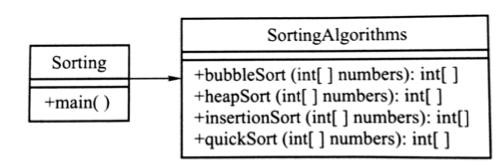 Sorting
+main( )
SortingAlgorithms
+bubbleSort (int[ ] numbers): int[ ]
+heapSort (int[ ] numbers): int[ ]
+insertionSort (int[ ] numbers): int[]
+quickSort (int[ ] numbers): int[ ]